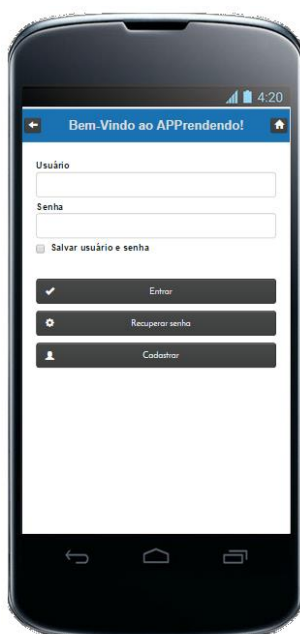 4:20
Bem-Vindo ao APPrendendo!
Usuário
Senha
Salvar usuário e senha
Entrar
Recuperar senha
Cadastrar